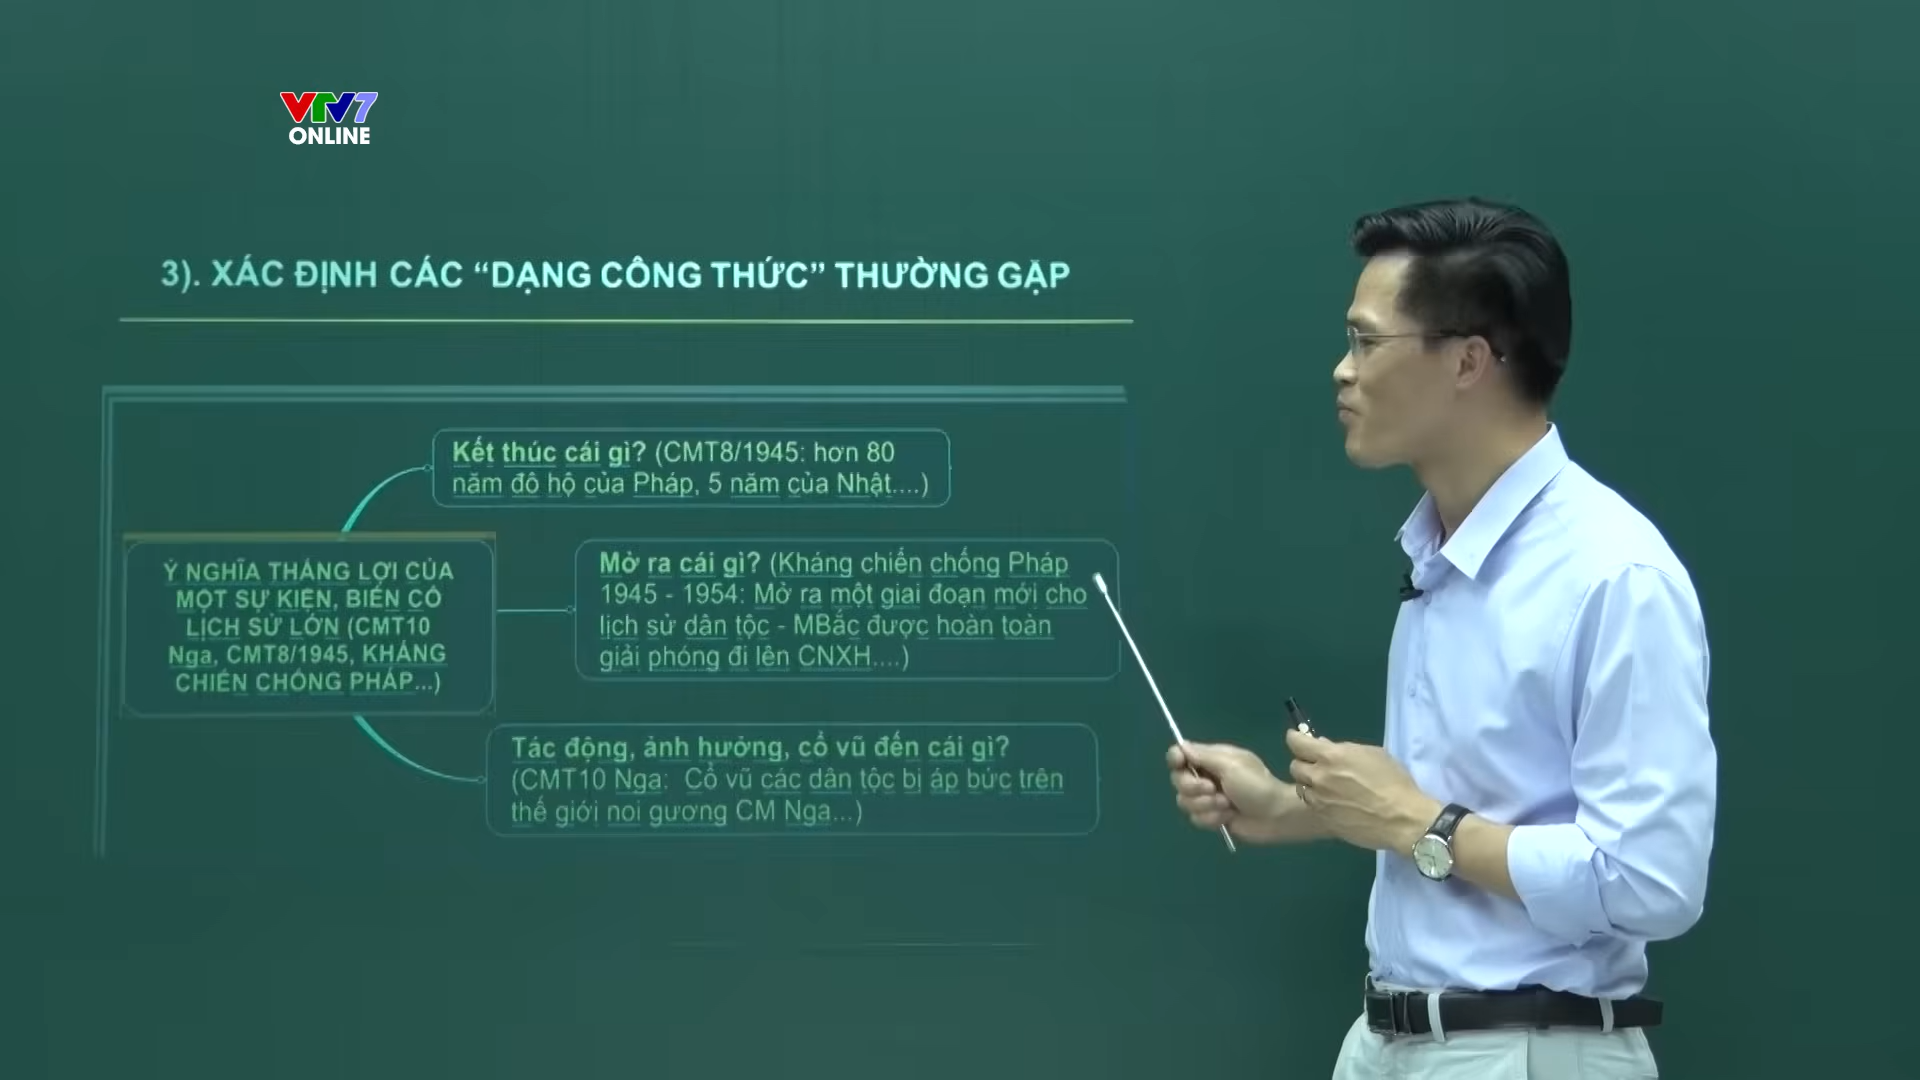 VTV7
ONLINE
3). XÁC ĐỊNH CÁC “DẠNG CÔNG THỨC” THƯỜNG GẶP
Kết thúc cái gì? (CMT8/1945: hơn 80
năm đô hộ của Pháp, 5 năm của Nhật....)
Ý NGHĨA THẮNG LỢI CỦA
MỘT SỰ KIỆN, BIẾN CỐ
LỊCH SỬ LỚN (CMT10
Nga, CMT8/1945, KHÁNG
CHIẾN CHỐNG PHÁP...)
Mở ra cái gì? (Kháng chiến chống Pháp
1945 - 1954: Mở ra một giai đoạn mới cho
lịch sử dân tộc - MBắc được hoàn toàn
giải phóng đi lên CNXH....)
Tác động, ảnh hưởng, cổ vũ đến cái gì?
(CMT10 Nga: Cổ vũ các dân tộc bị áp bức trên
thế giới noi gương CM Nga...)